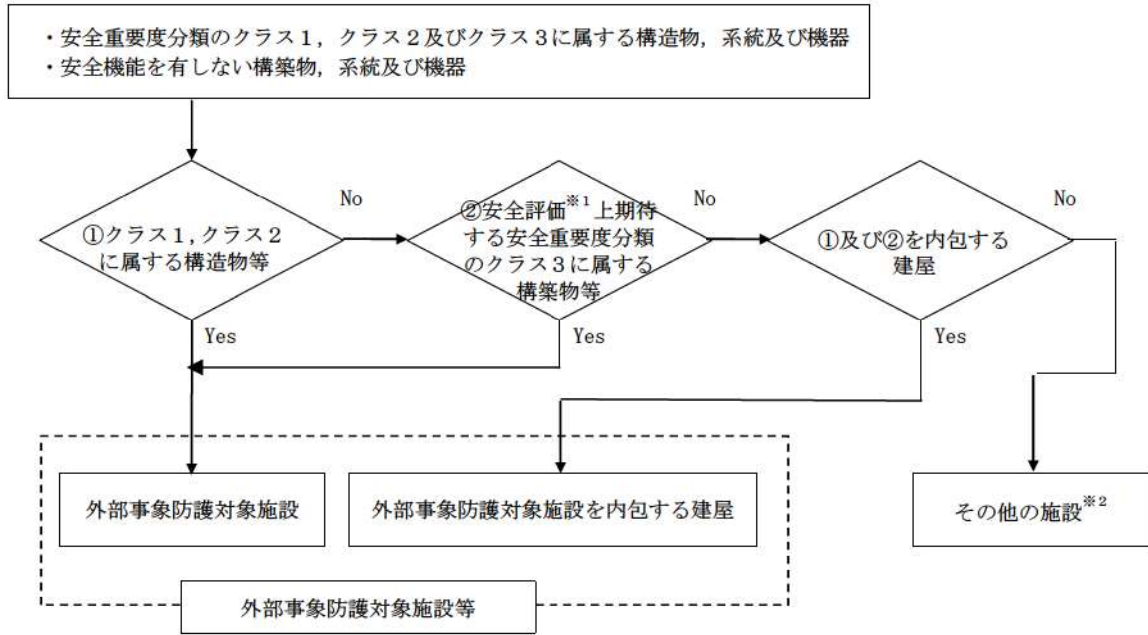 ・安全重要度分類のクラス１，クラス２及びクラス３に属する構造物，系統及び機器
・安全機能を有しない構築物，系統及び機器
①クラス１，クラス２
に属する構造物等
No
Yes
②安全評価※1上期待
する安全重要度分類
のクラス３に属する
構築物等
No
Yes
①及び②を内包する
建屋
No
Yes
外部事象防護対象施設
外部事象防護対象施設を内包する建屋
その他の施設※2
外部事象防護対象施設等